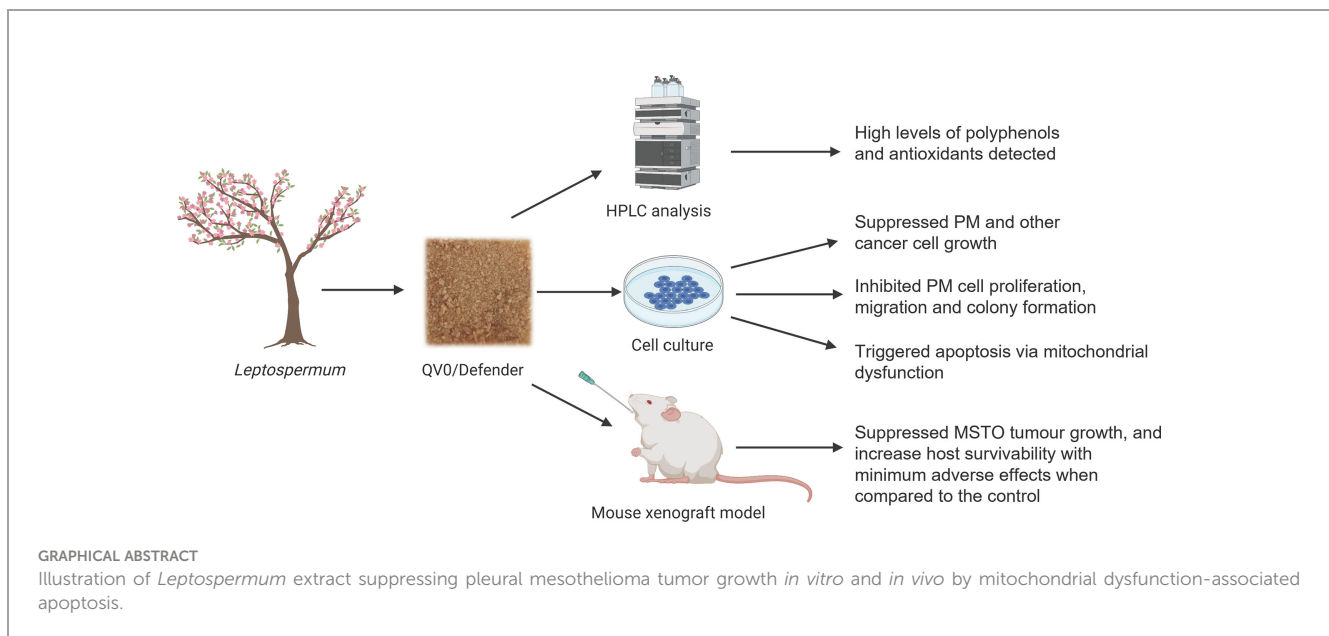 Leptospermum
QV0/Defender
HPLC analysis
High levels of polyphenols
and antioxidants detected
Cell culture
Suppressed PM and other
cancer cell growth
Inhibited PM cell proliferation,
migration and colony formation
Triggered apoptosis via mitochondrial
dysfunction
Mouse xenograft model
Suppressed MSTO tumour growth, and
increase host survivability with
minimum adverse effects when
compared to the control
GRAPHICAL ABSTRACT
Illustration of Leptospermum extract suppressing pleural mesothelioma tumor growth in vitro and in vivo by mitochondrial dysfunction-associated
apoptosis.